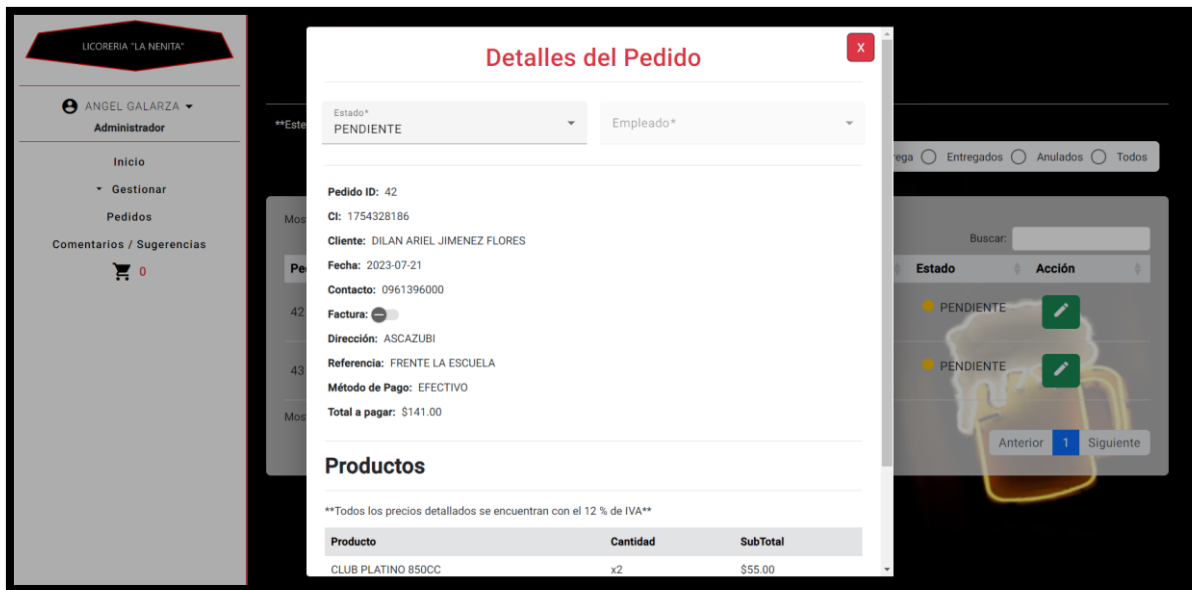 LICORERIA "LA NENITA"
ANGEL GALARZA
Administrador
Inicio
Gestionar
Pedidos
Comentarios / Sugerencias
0
Detalles del Pedido
X
Estado*
PENDIENTE
Empleado*
Pedido ID: 42
CI: 1754328186
Cliente: DILAN ARIEL JIMENEZ FLORES
Fecha: 2023-07-21
Contacto: 0961396000
Factura:
Dirección: ASCAZUBI
Referencia: FRENTE LA ESCUELA
Método de Pago: EFECTIVO
Total a pagar: $141.00
Productos
**Todos los precios detallados se encuentran con el 12 % de IVA**
Producto Cantidad SubTotal
CLUB PLATINO 850CC x2 $55.00
**Este
Entregados Anulados Todos
Buscar:
Estado Acción
42 PENDIENTE
43 PENDIENTE
Anterior 1 Siguiente